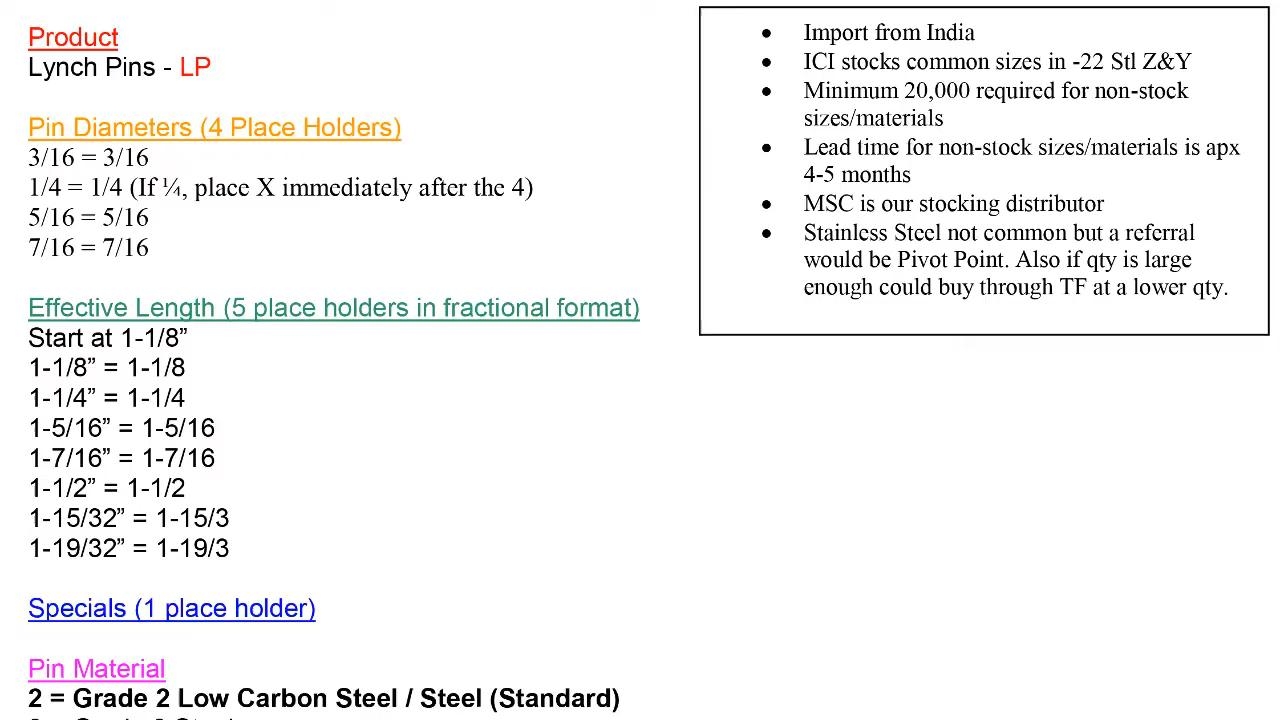 Product
Lynch Pins - LP
Pin Diameters (4 Place Holders)
3/16 = 3/16
1/4 = 1/4 (If ¼, place X immediately after the 4)
5/16 = 5/16
7/16 = 7/16
Effective Length (5 place holders in fractional format)
Start at 1-1/8”
1-1/8” = 1-1/8
1-1/4” = 1-1/4
1-5/16” = 1-5/16
1-7/16” = 1-7/16
1-1/2” = 1-1/2
1-15/32” = 1-15/3
1-19/32” = 1-19/3
Specials (1 place holder)
Pin Material
2 = Grade 2 Low Carbon Steel / Steel (Standard)
• Import from India
• ICI stocks common sizes in -22 Stl Z&Y
• Minimum 20,000 required for non-stock
sizes/materials
• Lead time for non-stock sizes/materials is apx
4-5 months
• MSC is our stocking distributor
• Stainless Steel not common but a referral
would be Pivot Point. Also if qty is large
enough could buy through TF at a lower qty.